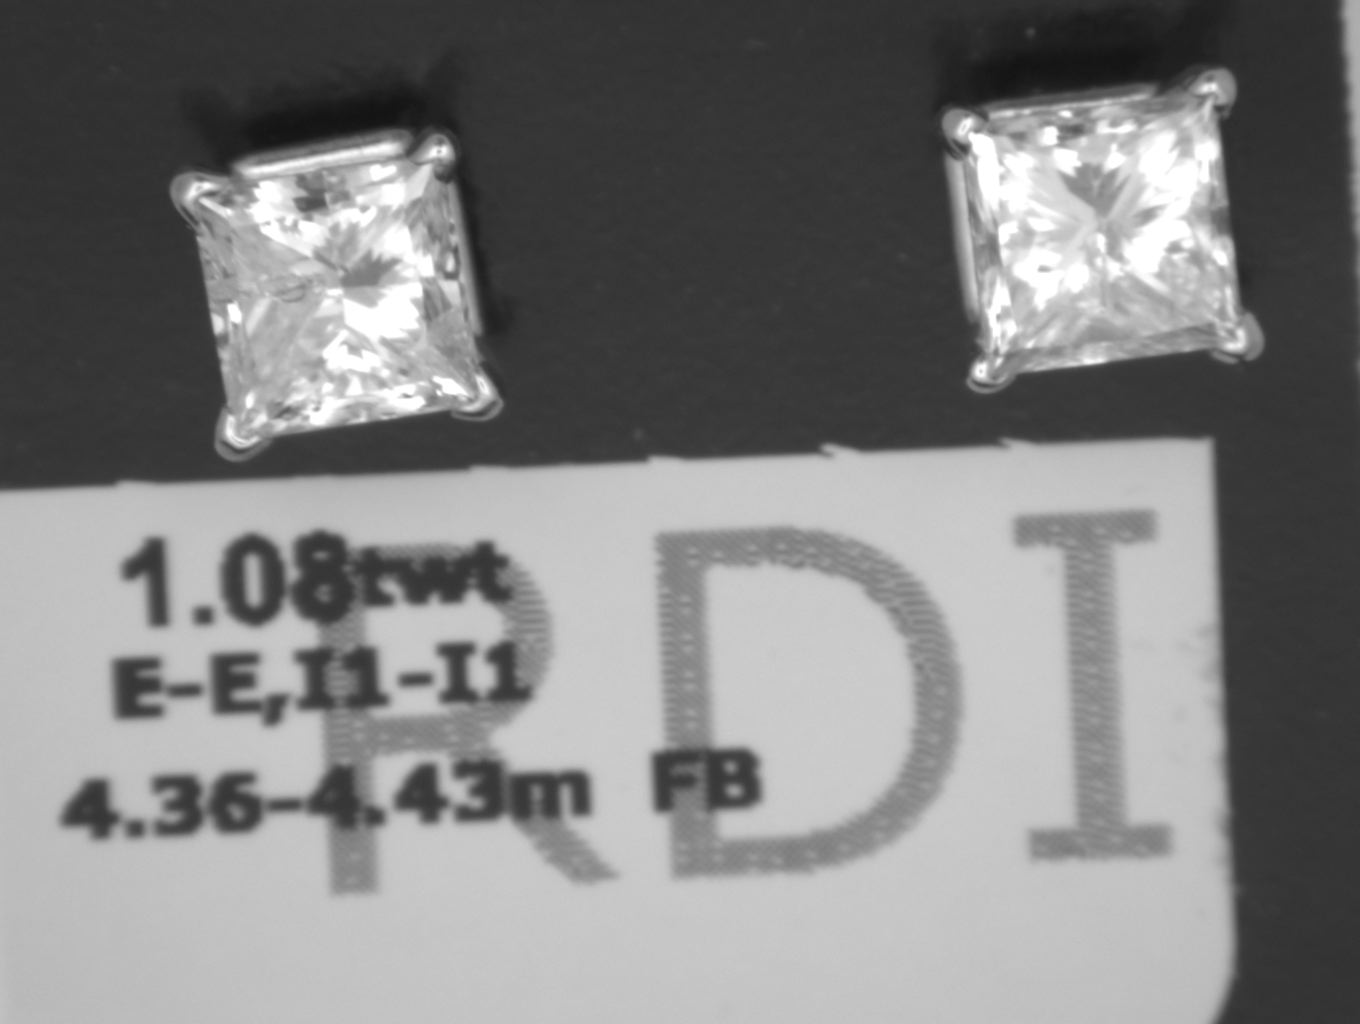 1.08twt
E-E,I1-I1
4.36-4.43m FB
RDI